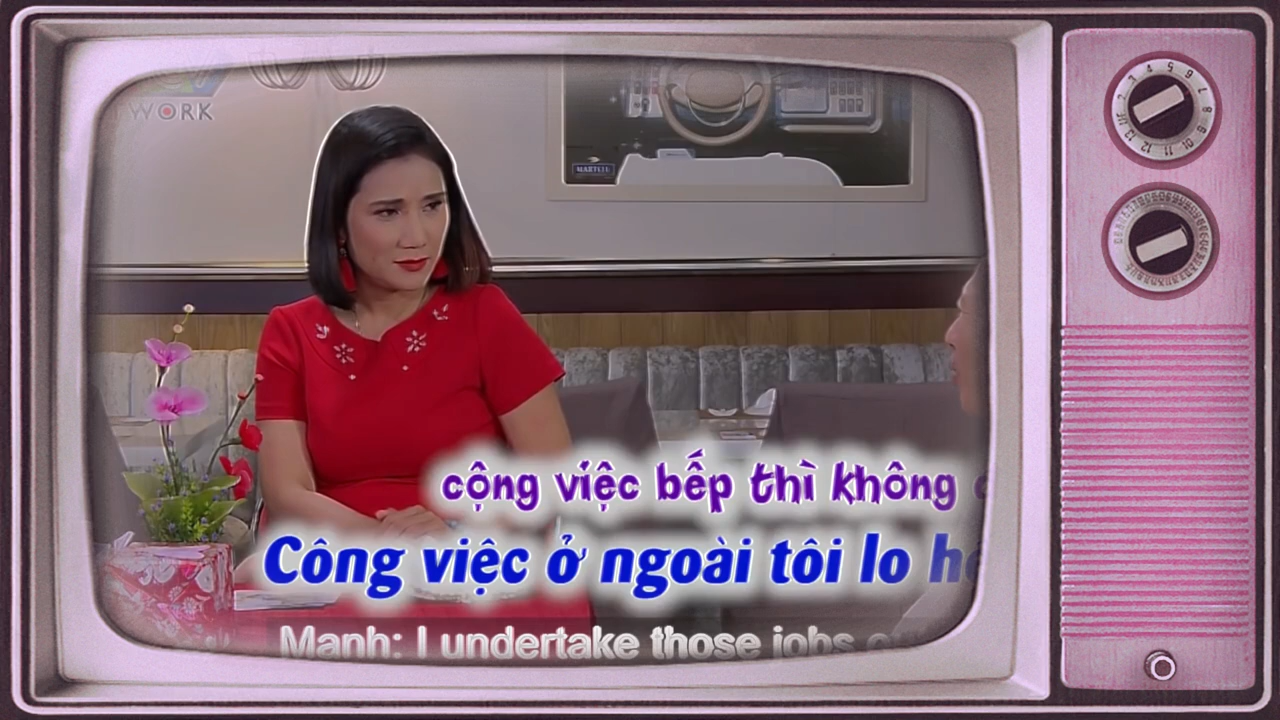 WORK
MARTELL
cộng việc bếp thì không
Công việc ở ngoài tôi lo
Manh: I undertake those jobs